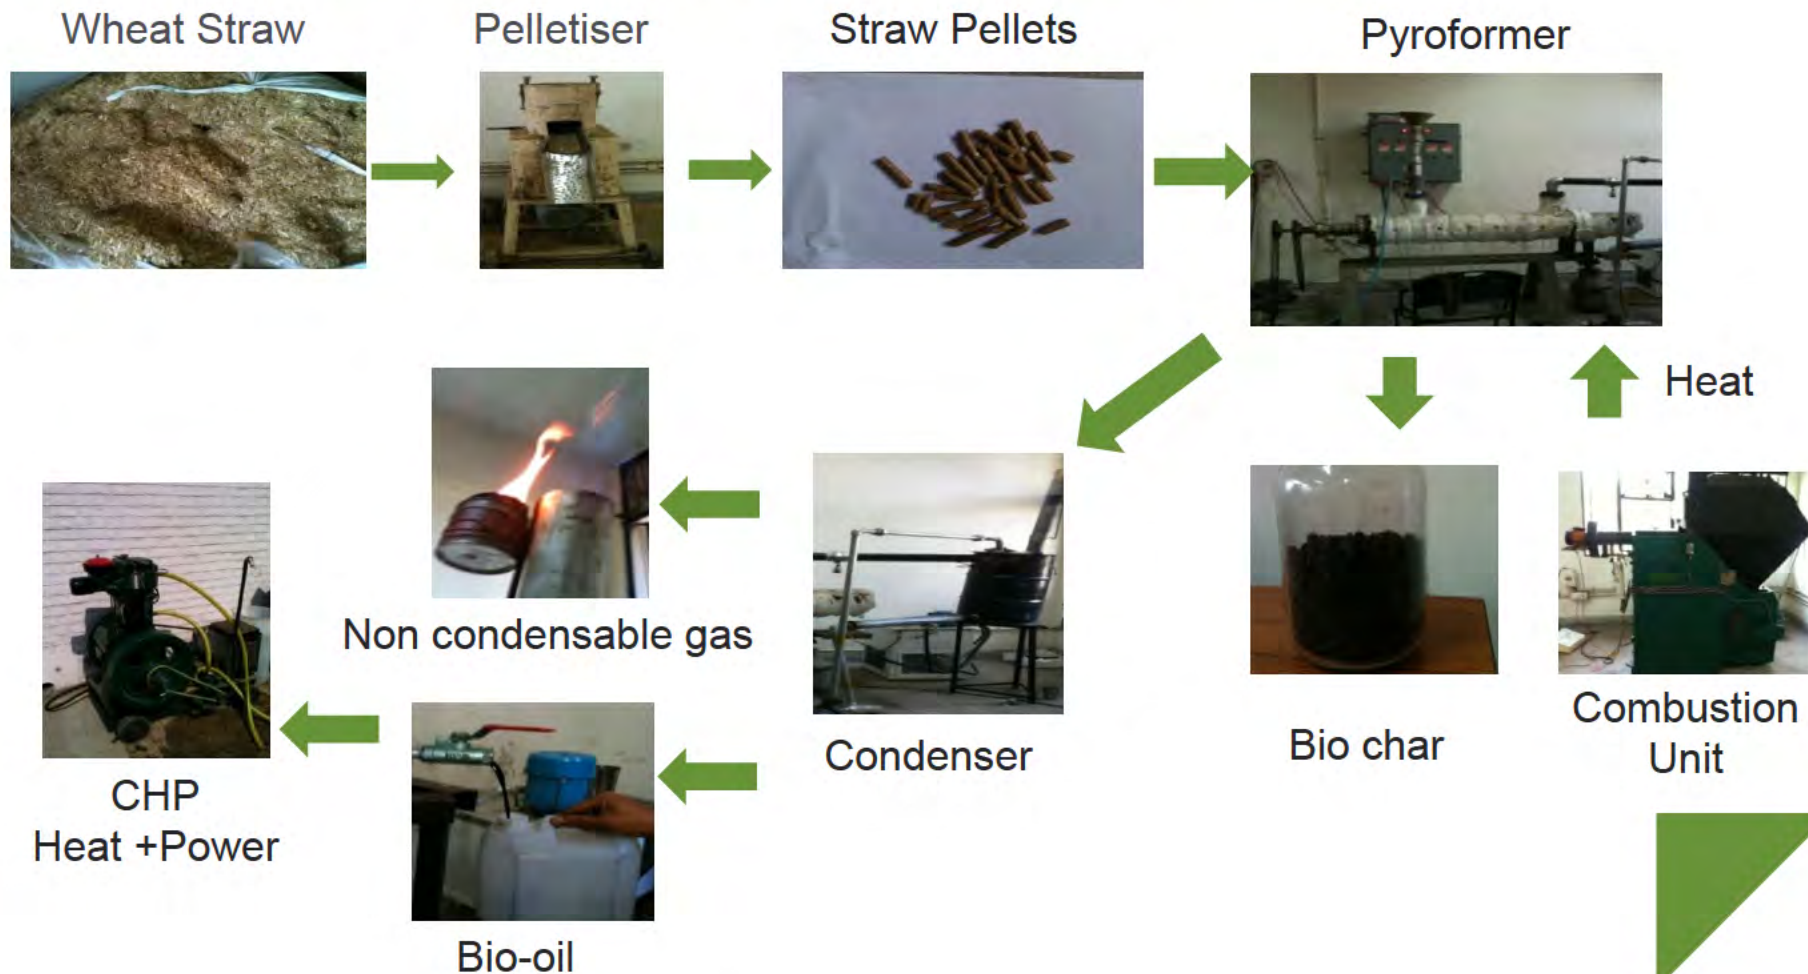 Wheat Straw
Pelletiser
Straw Pellets
Pyroformer
Heat
Non condensable gas
Condenser
Bio char
Combustion
Unit
CHP
Heat +Power
Bio-oil